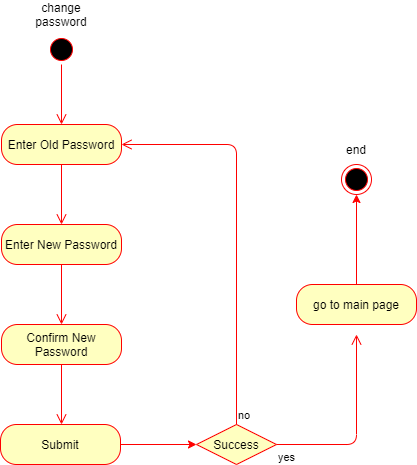 change
password
Enter Old Password
end
Enter New Password
go to main page
Confirm New
Password
no
Submit
Success
yes